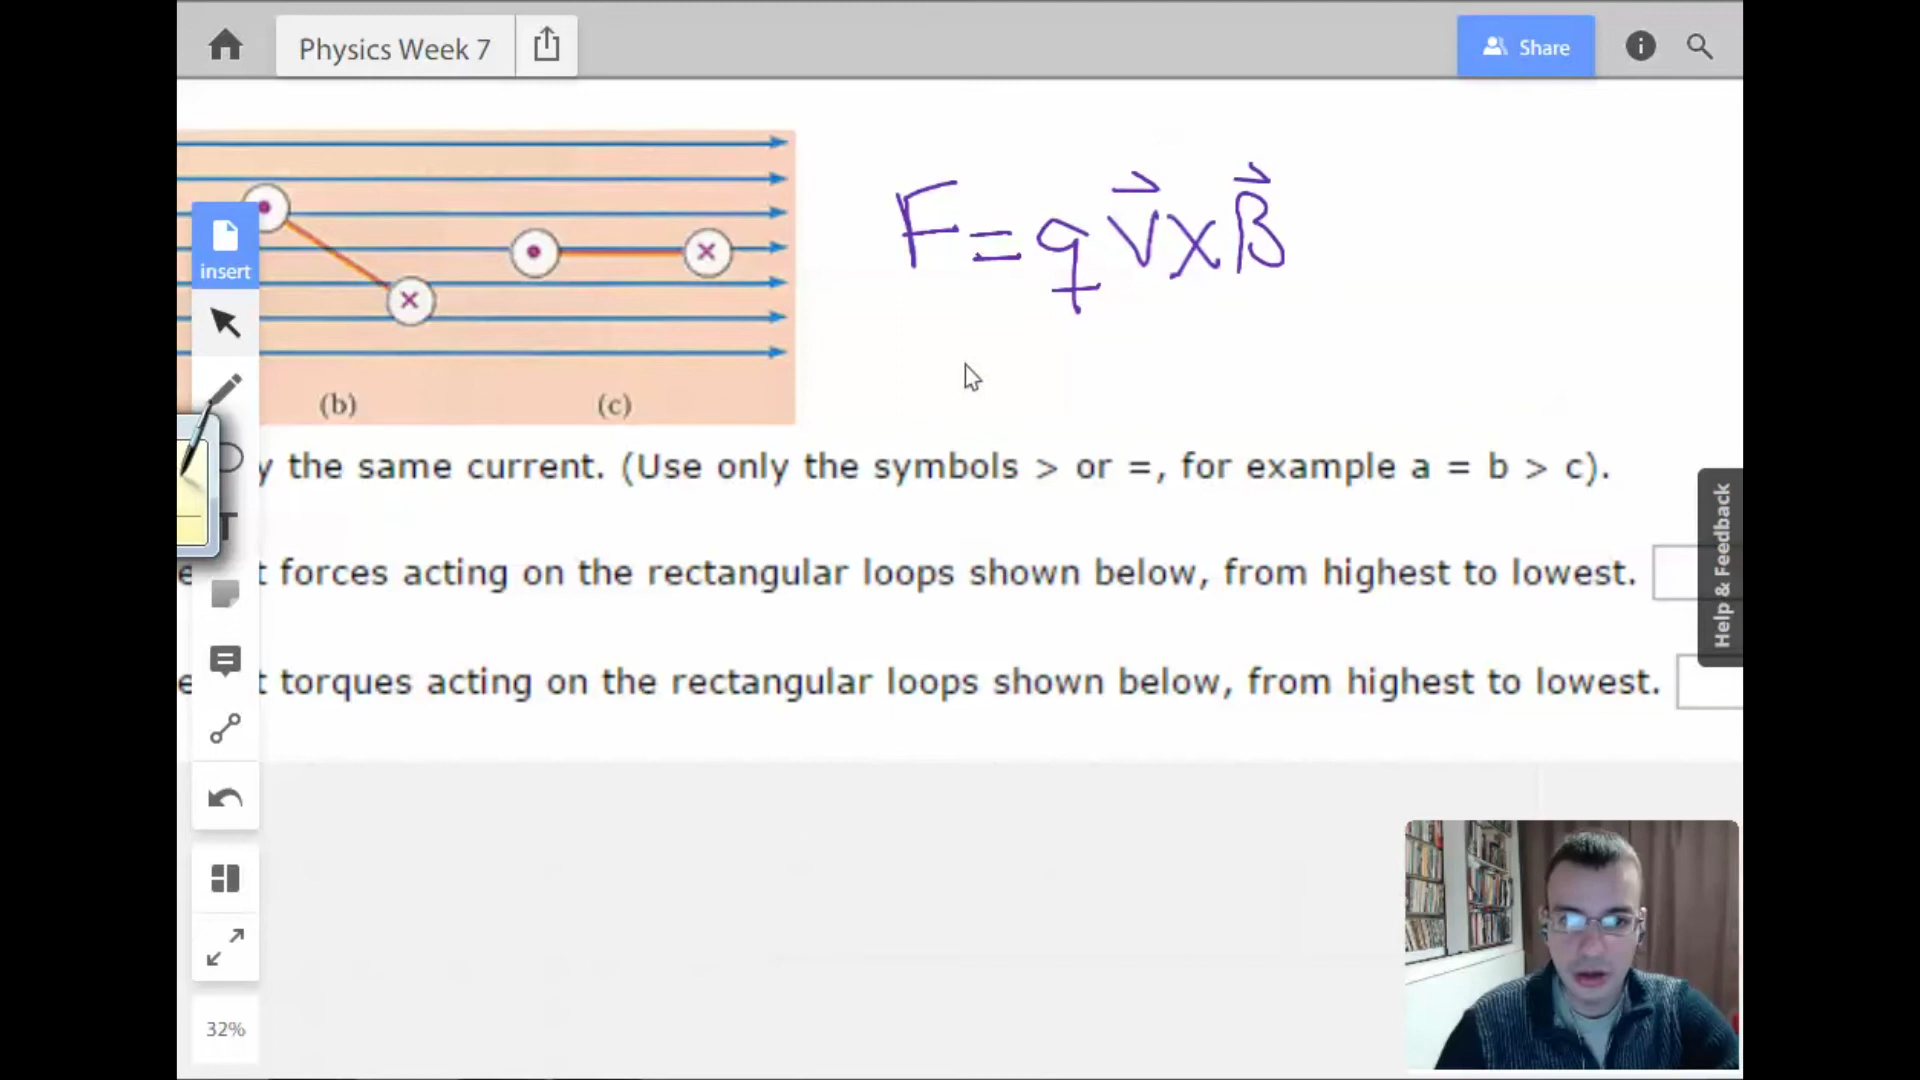 Physics Week 7
Share
F = q v⃗ x B⃗
insert
(b) (c)
y the same current. (Use only the symbols > or =, for example a = b > c).
t forces acting on the rectangular loops shown below, from highest to lowest.
t torques acting on the rectangular loops shown below, from highest to lowest.
Help & Feedback
32%